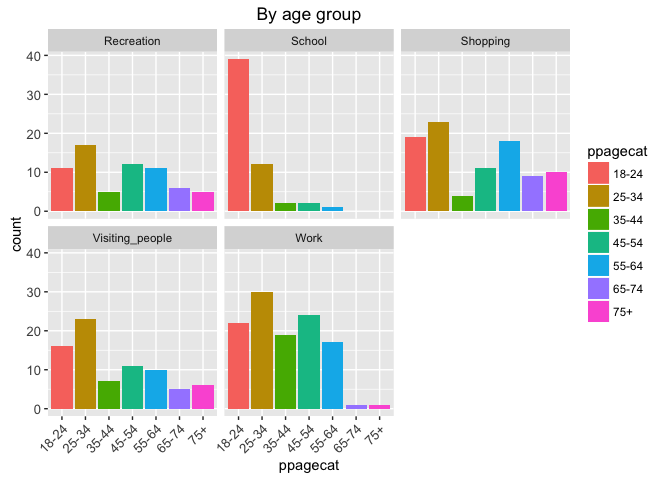 By age group
Recreation School Shopping
40
30
20
10
0
Visiting_people Work
40
30
20
10
0
count
18-24 25-34 35-44 45-54 55-64 65-74 75+ 18-24 25-34 35-44 45-54 55-64 65-74 75+
ppagecat
ppagecat
18-24
25-34
35-44
45-54
55-64
65-74
75+